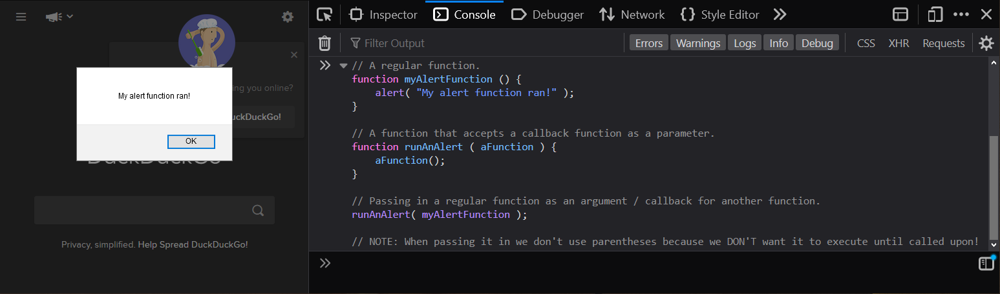 ing you online?
uckDuckGo!
My alert function ran!
OK
DuckDuckGo
Privacy, simplified. Help Spread DuckDuckGo!
Inspector Console Debugger Network Style Editor
Filter Output Errors Warnings Logs Info Debug CSS XHR Requests
// A regular function.
function myAlertFunction () {
alert( "My alert function ran!" );
}
// A function that accepts a callback function as a parameter.
function runAnAlert ( aFunction ) {
aFunction();
}
// Passing in a regular function as an argument / callback for another function.
runAnAlert( myAlertFunction );
// NOTE: When passing it in we don't use parentheses because we DON'T want it to execute until called upon!